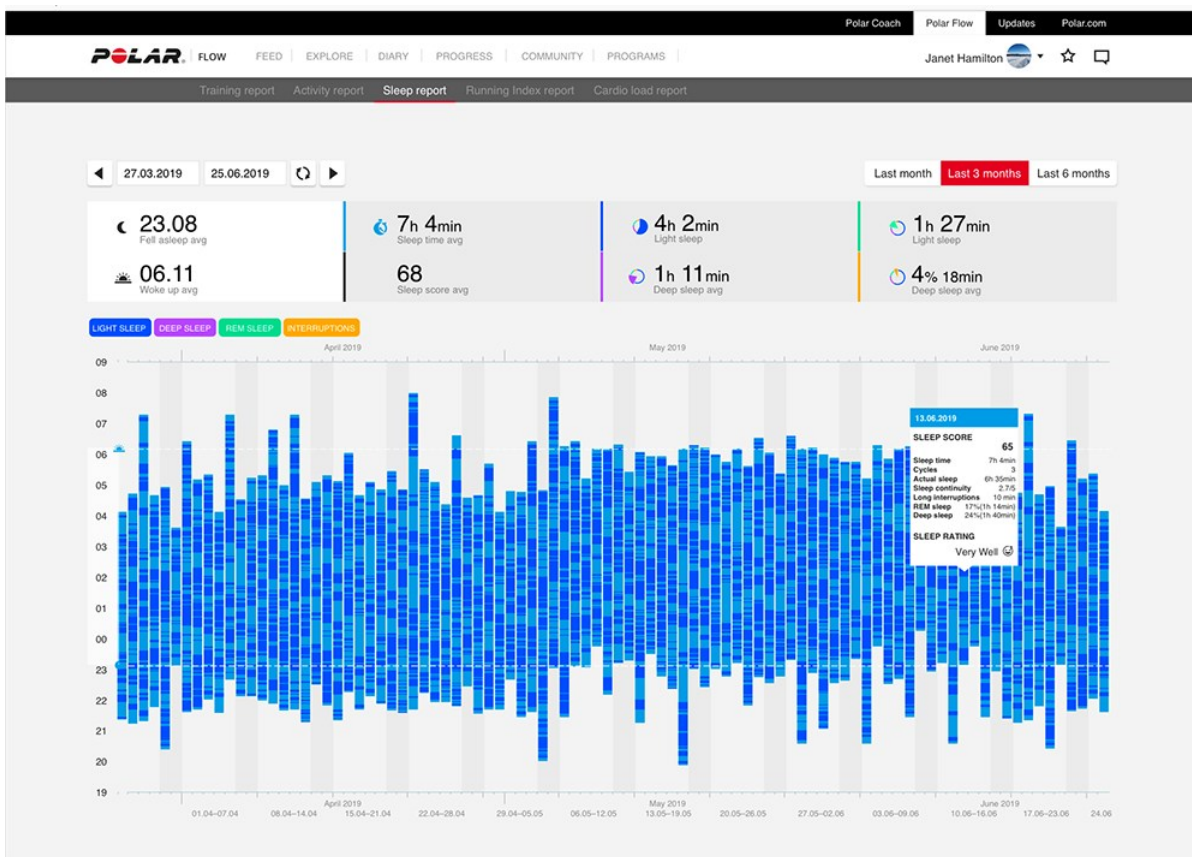 Polar Coach Polar Flow Updates Polar.com
POLAR. FLOW FEED EXPLORE DIARY PROGRESS COMMUNITY PROGRAMS Janet Hamilton
Training report Activity report Sleep report Running Index report Cardio load report
27.03.2019 25.06.2019 Last month Last 3 months Last 6 months
23.08
Fell asleep avg
06.11
Woke up avg
7h 4min
Sleep time avg
68
Sleep score avg
4h 2min
Light sleep
1h 11min
Deep sleep avg
1h 27min
Light sleep
4% 18min
Deep sleep avg
LIGHT SLEEP DEEP SLEEP REM SLEEP INTERRUPTIONS
April 2019 May 2019 June 2019
09
08
07
06
05
04
03
02
01
00
23
22
21
20
19
13.06.2019
SLEEP SCORE
65
Sleep time 7h 4min
Cycles 3
Actual sleep 6h 35min
Sleep continuity 2.7/5
Long interruptions 10 min
REM sleep 17%(1h 14min)
Deep sleep 24%(1h 40min)
SLEEP RATING
Very Well
April 2019 May 2019 June 2019
01.04–07.04 08.04–14.04 15.04–21.04 22.04–28.04 29.04–05.05 06.05–12.05 13.05–19.05 20.05–26.05 27.05–02.06 03.06–09.06 10.06–16.06 17.06–23.06 24.06